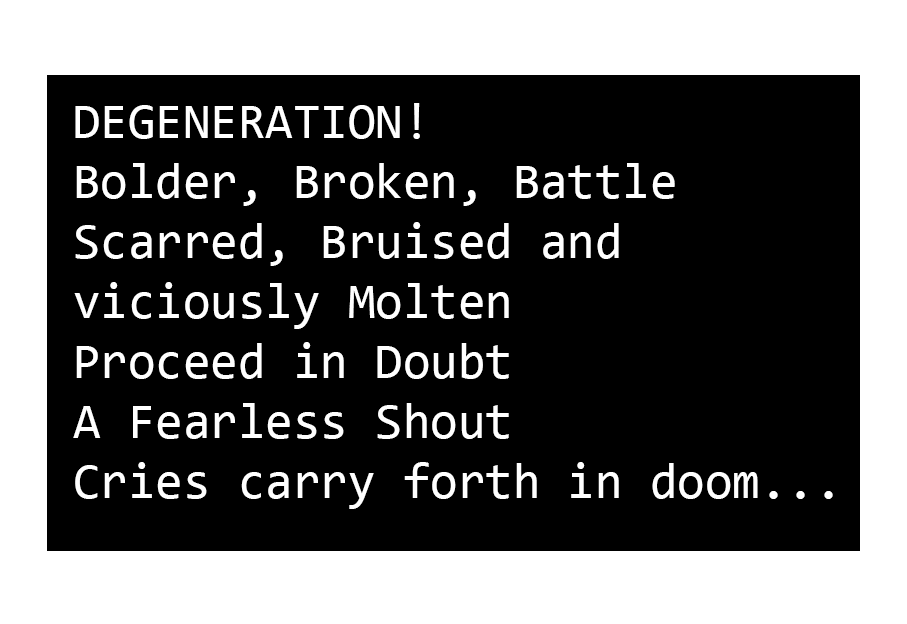 DEGENERATION!
Bolder, Broken, Battle
Scarred, Bruised and
viciously Molten
Proceed in Doubt
A Fearless Shout
Cries carry forth in doom...